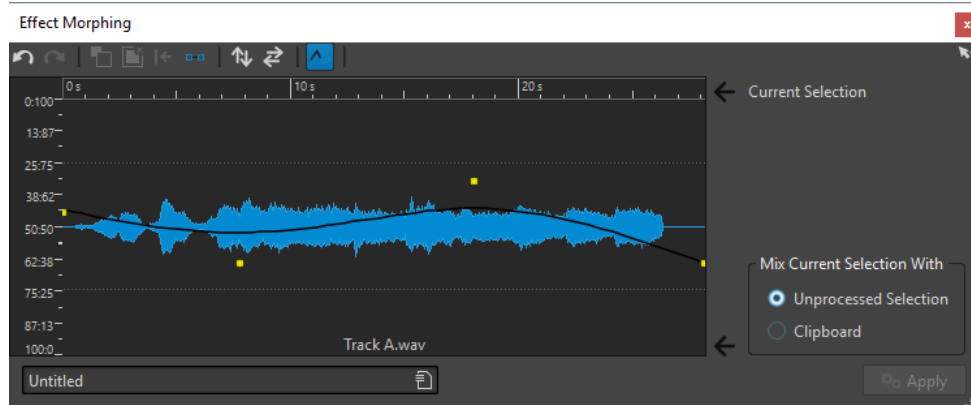 Effect Morphing
x
0 s
10 s
20 s
0:100
Current Selection
13:87
25:75
38:62
50:50
62:38
Mix Current Selection With
75:25
Unprocessed Selection
87:13
Clipboard
100:0
Track A.wav
Untitled
Apply